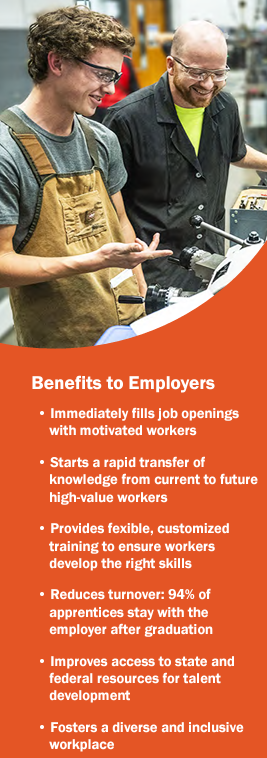 Benefits to Employers
• Immediately fills job openings
with motivated workers
• Starts a rapid transfer of
knowledge from current to future
high-value workers
• Provides fexible, customized
training to ensure workers
develop the right skills
• Reduces turnover: 94% of
apprentices stay with the
employer after graduation
• Improves access to state and
federal resources for talent
development
• Fosters a diverse and inclusive
workplace